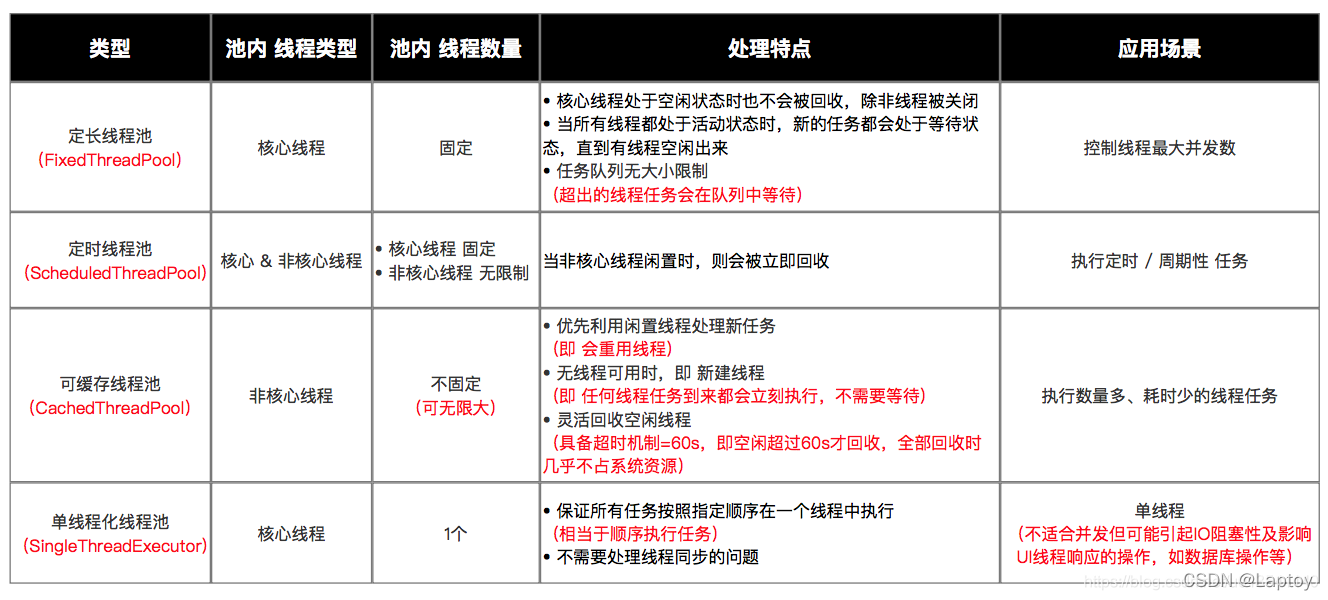 类型
池内 线程类型
池内 线程数量
处理特点
应用场景
定长线程池
（FixedThreadPool）
核心线程
固定
• 核心线程处于空闲状态时也不会被回收，除非线程被关闭
• 当所有线程都处于活动状态时，新的任务都会处于等待状
态，直到有线程空闲出来
• 任务队列无大小限制
（超出的线程任务会在队列中等待）
控制线程最大并发数
定时线程池
（ScheduledThreadPool）
核心 & 非核心线程
• 核心线程 固定
• 非核心线程 无限制
当非核心线程闲置时，则会被立即回收
执行定时 / 周期性 任务
可缓存线程池
（CachedThreadPool）
非核心线程
不固定
（可无限大）
• 优先利用闲置线程处理新任务
（即 会重用线程）
• 无线程可用时，即 新建线程
（即 任何线程任务到来都会立刻执行，不需要等待）
• 灵活回收空闲线程
（具备超时机制=60s，即空闲超过60s才回收，全部回收时
几乎不占系统资源）
执行数量多、耗时少的线程任务
单线程化线程池
（SingleThreadExecutor）
核心线程
1个
• 保证所有任务按照指定顺序在一个线程中执行
（相当于顺序执行任务）
• 不需要处理线程同步的问题
单线程
（不适合并发但可能引起IO阻塞性及影响
UI线程响应的操作，如数据库操作等）
CSDN @Laptoy